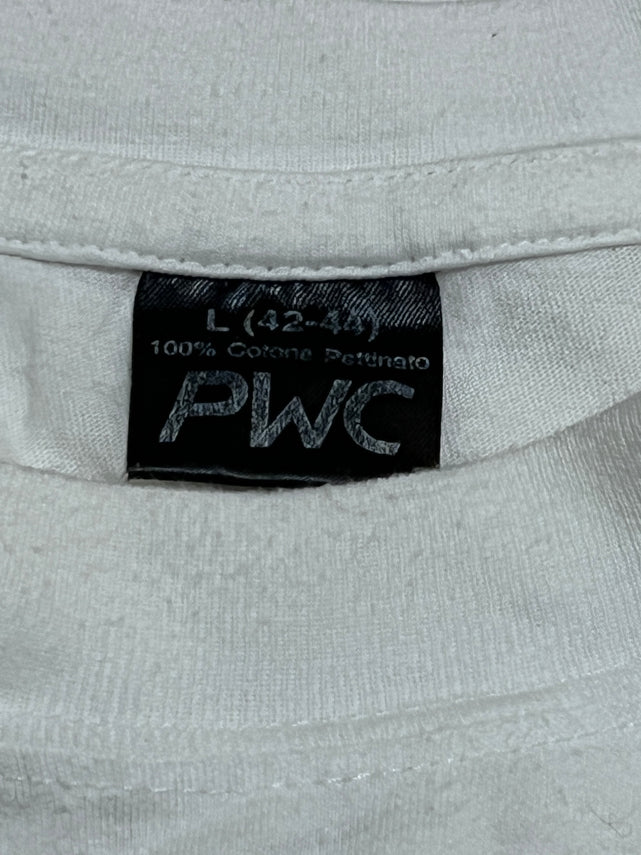 L (42-44)
100% Cotone Pettinato
PWC